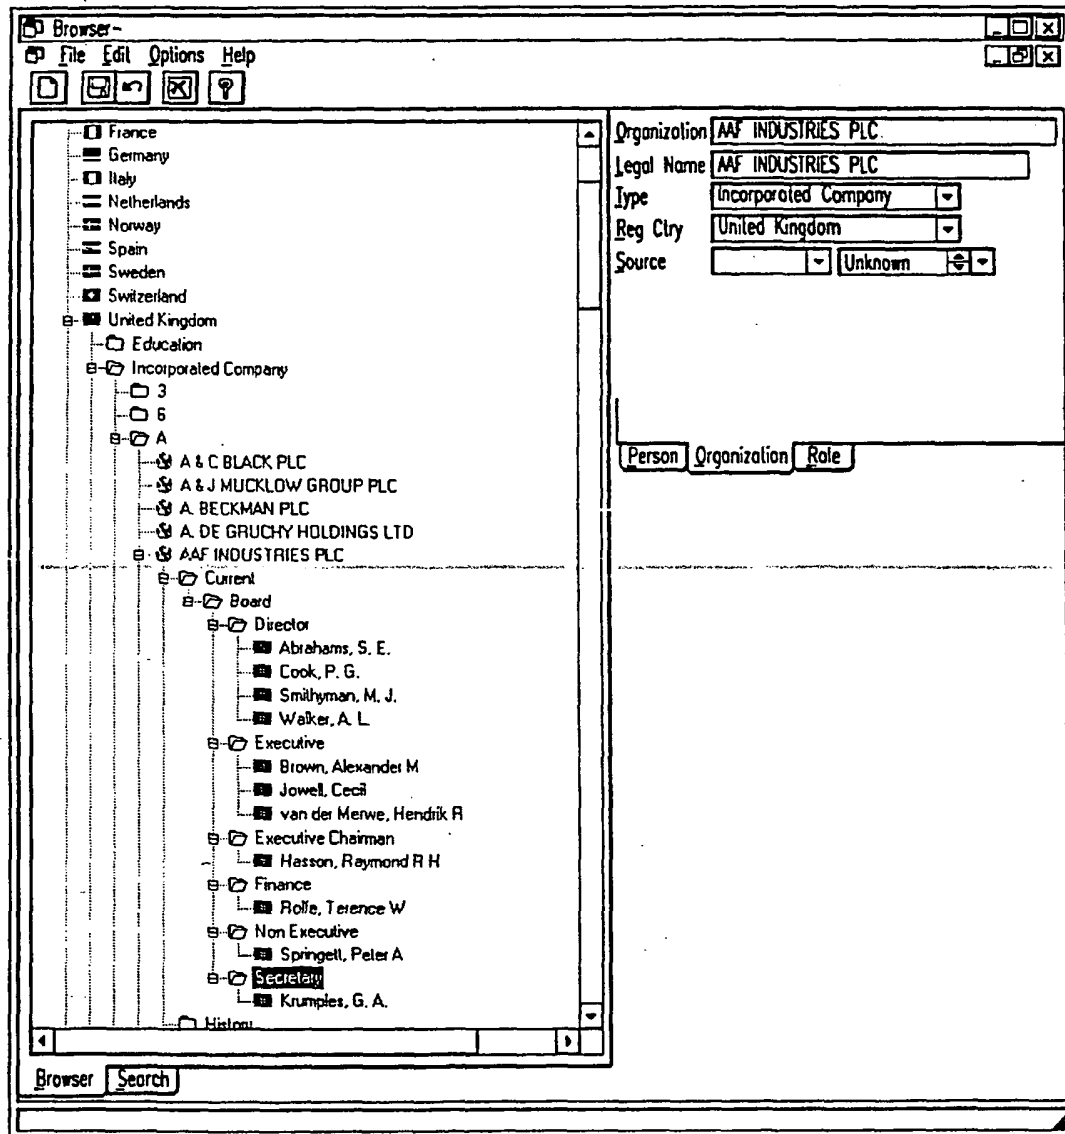 Browser-
File Edit Options Help
France
Germany
Italy
Netherlands
Norway
Spain
Sweden
Switzerland
United Kingdom
Education
Incorporated Company
3
6
A
A & C BLACK PLC
A & J MUCKLOW GROUP PLC
A. BECKMAN PLC
A. DE GRUCHY HOLDINGS LTD
AAF INDUSTRIES PLC
Current
Board
Director
Abrahams, S. E.
Cook, P. G.
Smithyman, M. J.
Walker, A. L.
Executive
Brown, Alexander M
Jowell, Cecil
van der Merwe, Hendrik R
Executive Chairman
Hasson, Raymond R H
Finance
Rolfe, Terence W
Non Executive
Springett, Peter A
Secretary
Krumples, G. A.
History
Browser Search
Organization AAF INDUSTRIES PLC
Legal Name AAF INDUSTRIES PLC
Type Incorporated Company
Reg Ctry United Kingdom
Source Unknown
Person Organization Role